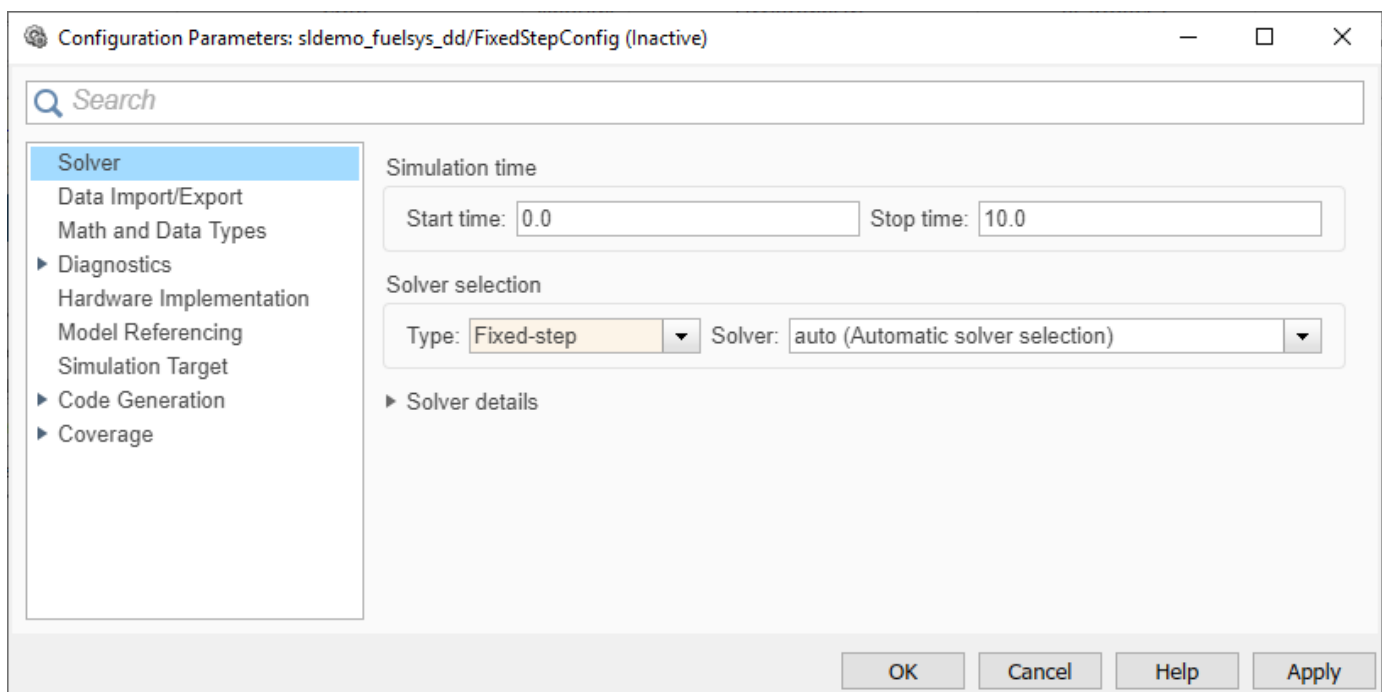 Configuration Parameters: sldemo_fuelsys_dd/FixedStepConfig (Inactive)
Search
Solver
Data Import/Export
Math and Data Types
Diagnostics
Hardware Implementation
Model Referencing
Simulation Target
Code Generation
Coverage
Simulation time
Start time: 0.0 Stop time: 10.0
Solver selection
Type: Fixed-step Solver: auto (Automatic solver selection)
Solver details
OK Cancel Help Apply